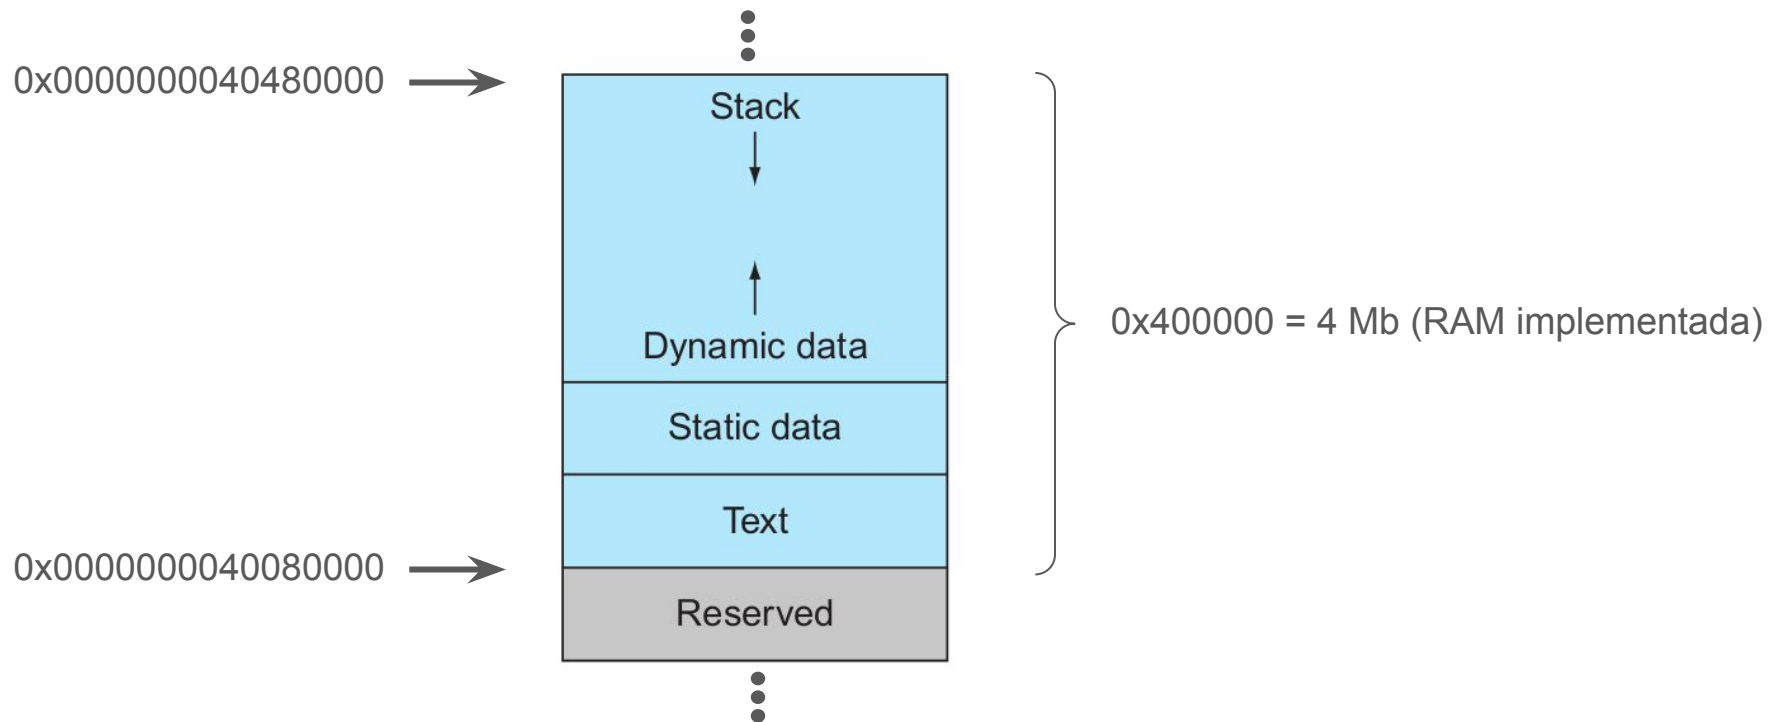 0x0000000040480000
Stack
Dynamic data
0x400000 = 4 Mb (RAM implementada)
Static data
Text
0x0000000040080000
Reserved